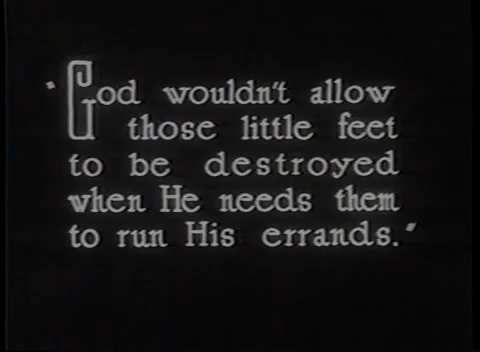 "God wouldn't allow
those little feet
to be destroyed
when He needs them
to run His errands."